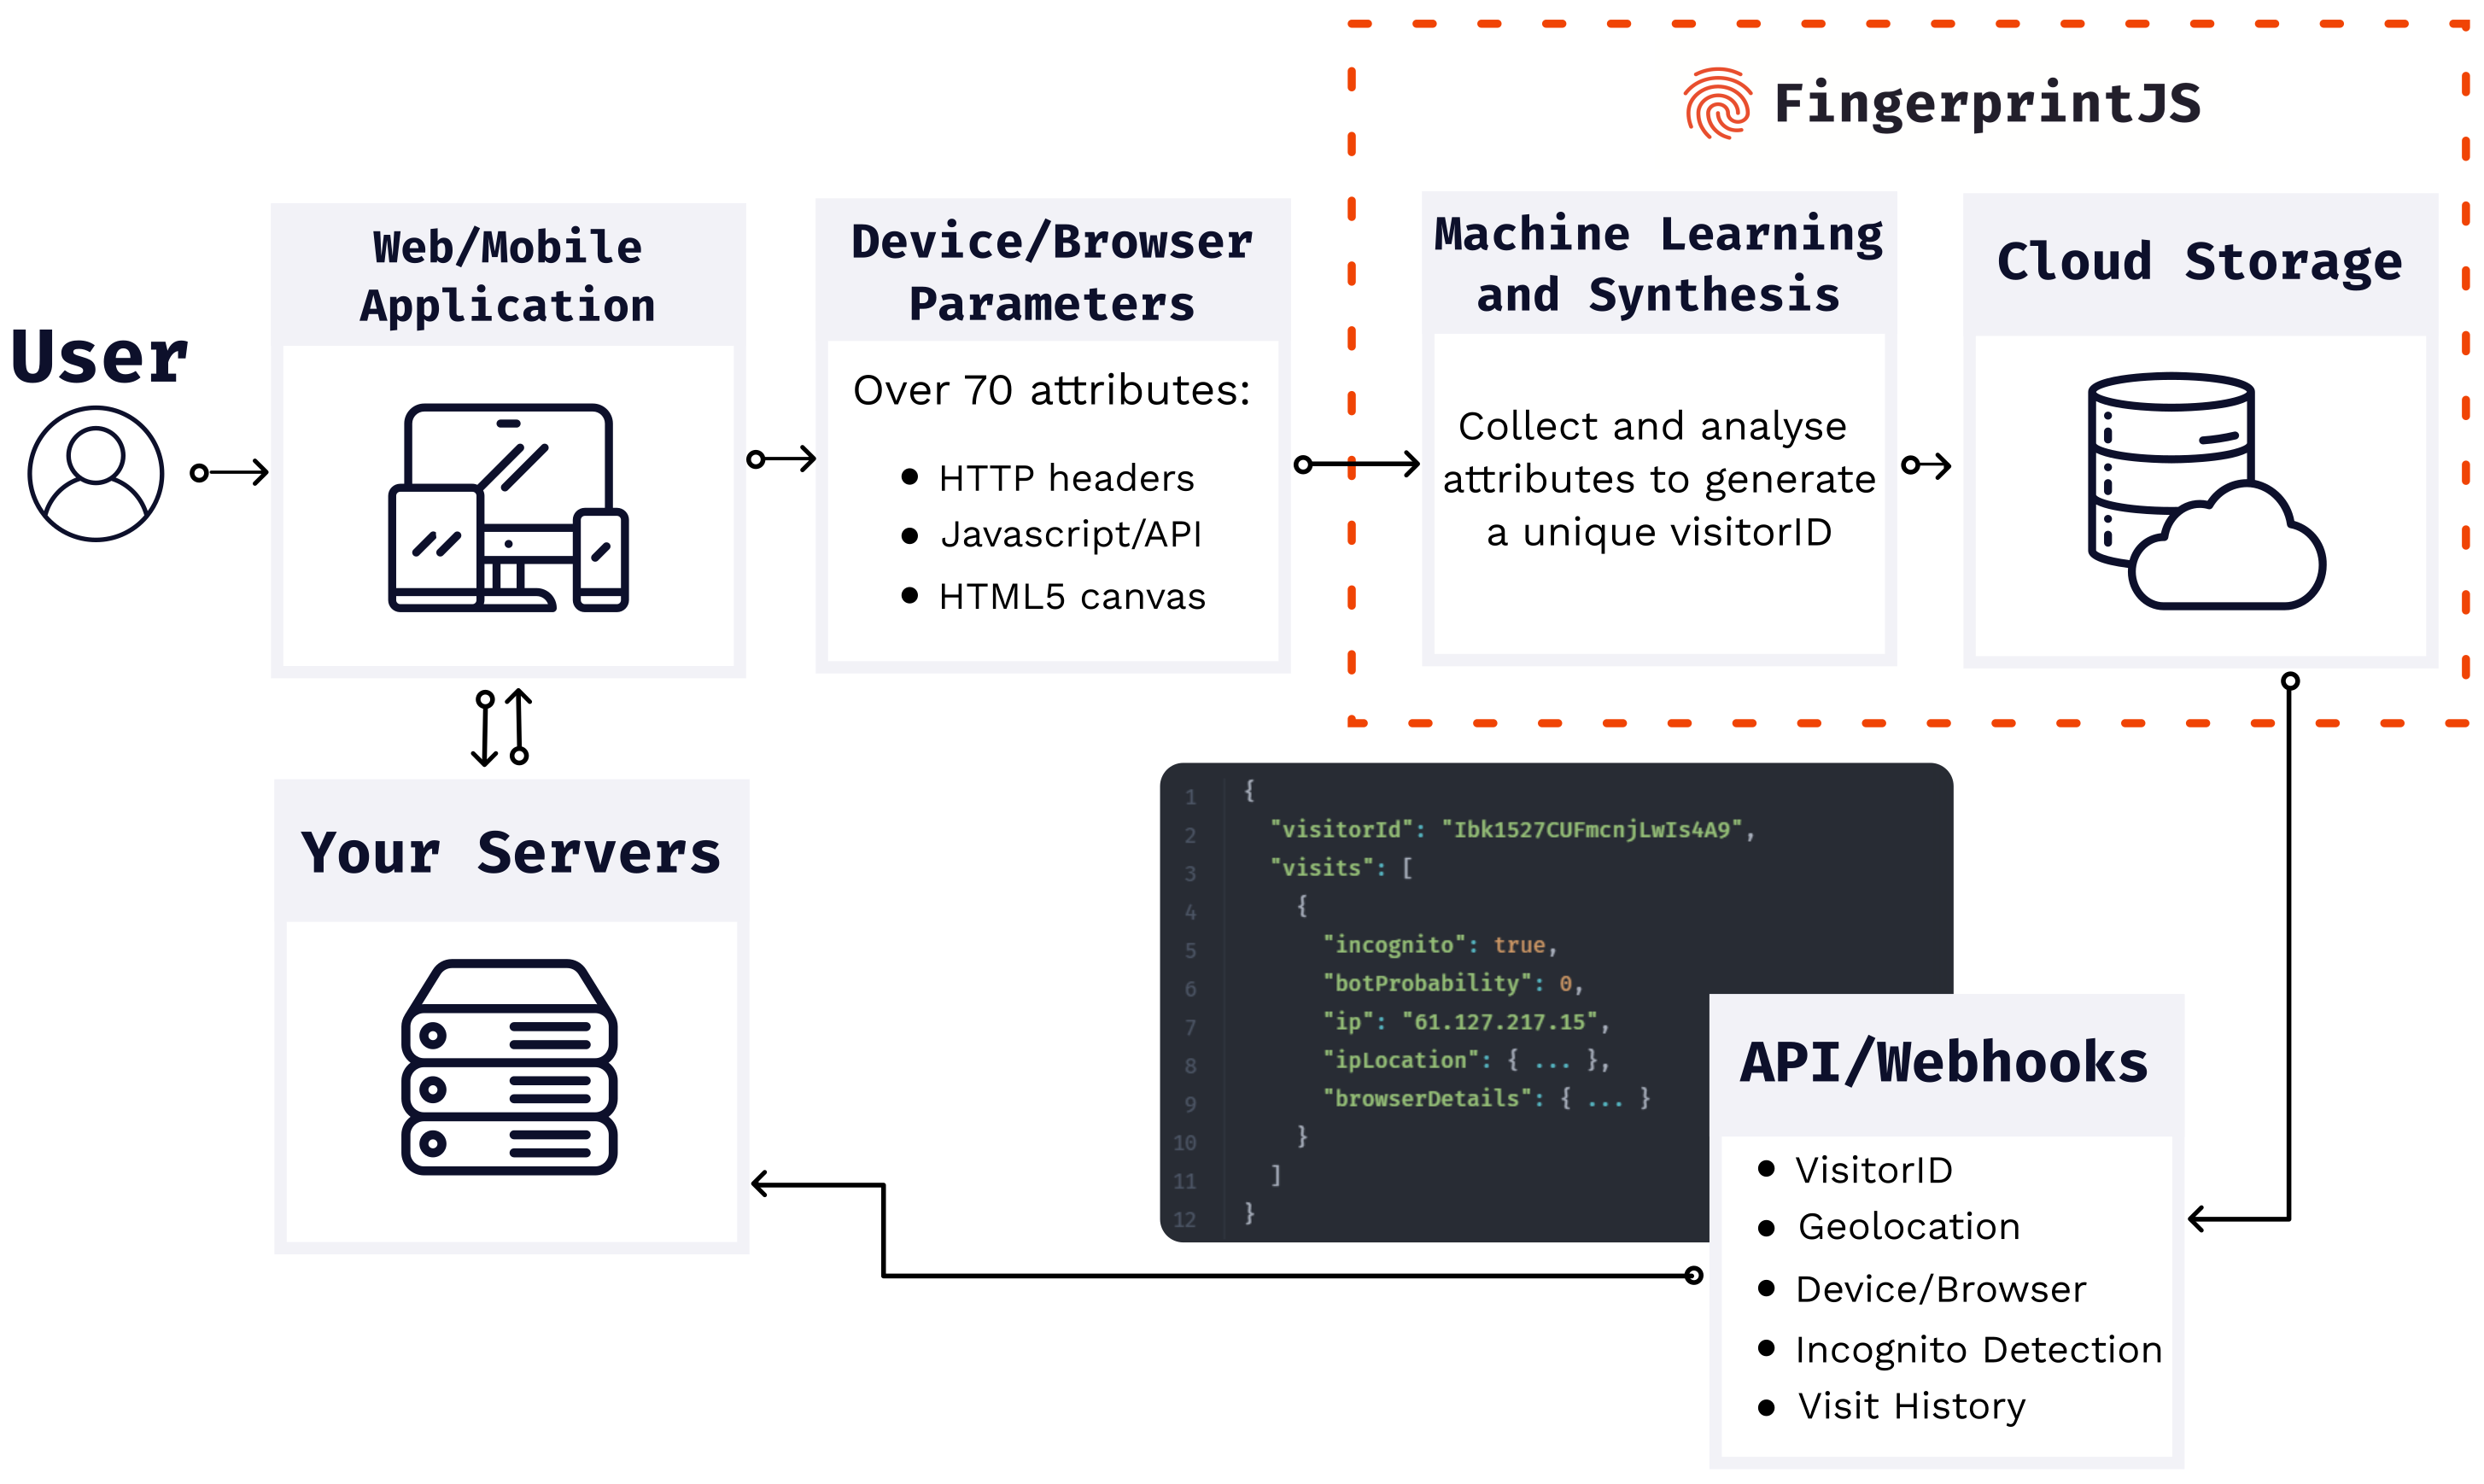 FingerprintJS
User
Web/Mobile
Application
Device/Browser
Parameters
Over 70 attributes:
HTTP headers
Javascript/API
HTML5 canvas
Machine Learning
and Synthesis
Collect and analyse
attributes to generate
a unique visitorID
Cloud Storage
Your Servers
1 {
2 "visitorId": "Ibk1527CUFmcnjLwIs4A9",
3 "visits": [
4 {
5 "incognito": true,
6 "botProbability": 0,
7 "ip": "61.127.217.15",
8 "ipLocation": { ... },
9 "browserDetails": { ... }
10 }
11 ]
12 }
API/Webhooks
VisitorID
Geolocation
Device/Browser
Incognito Detection
Visit History